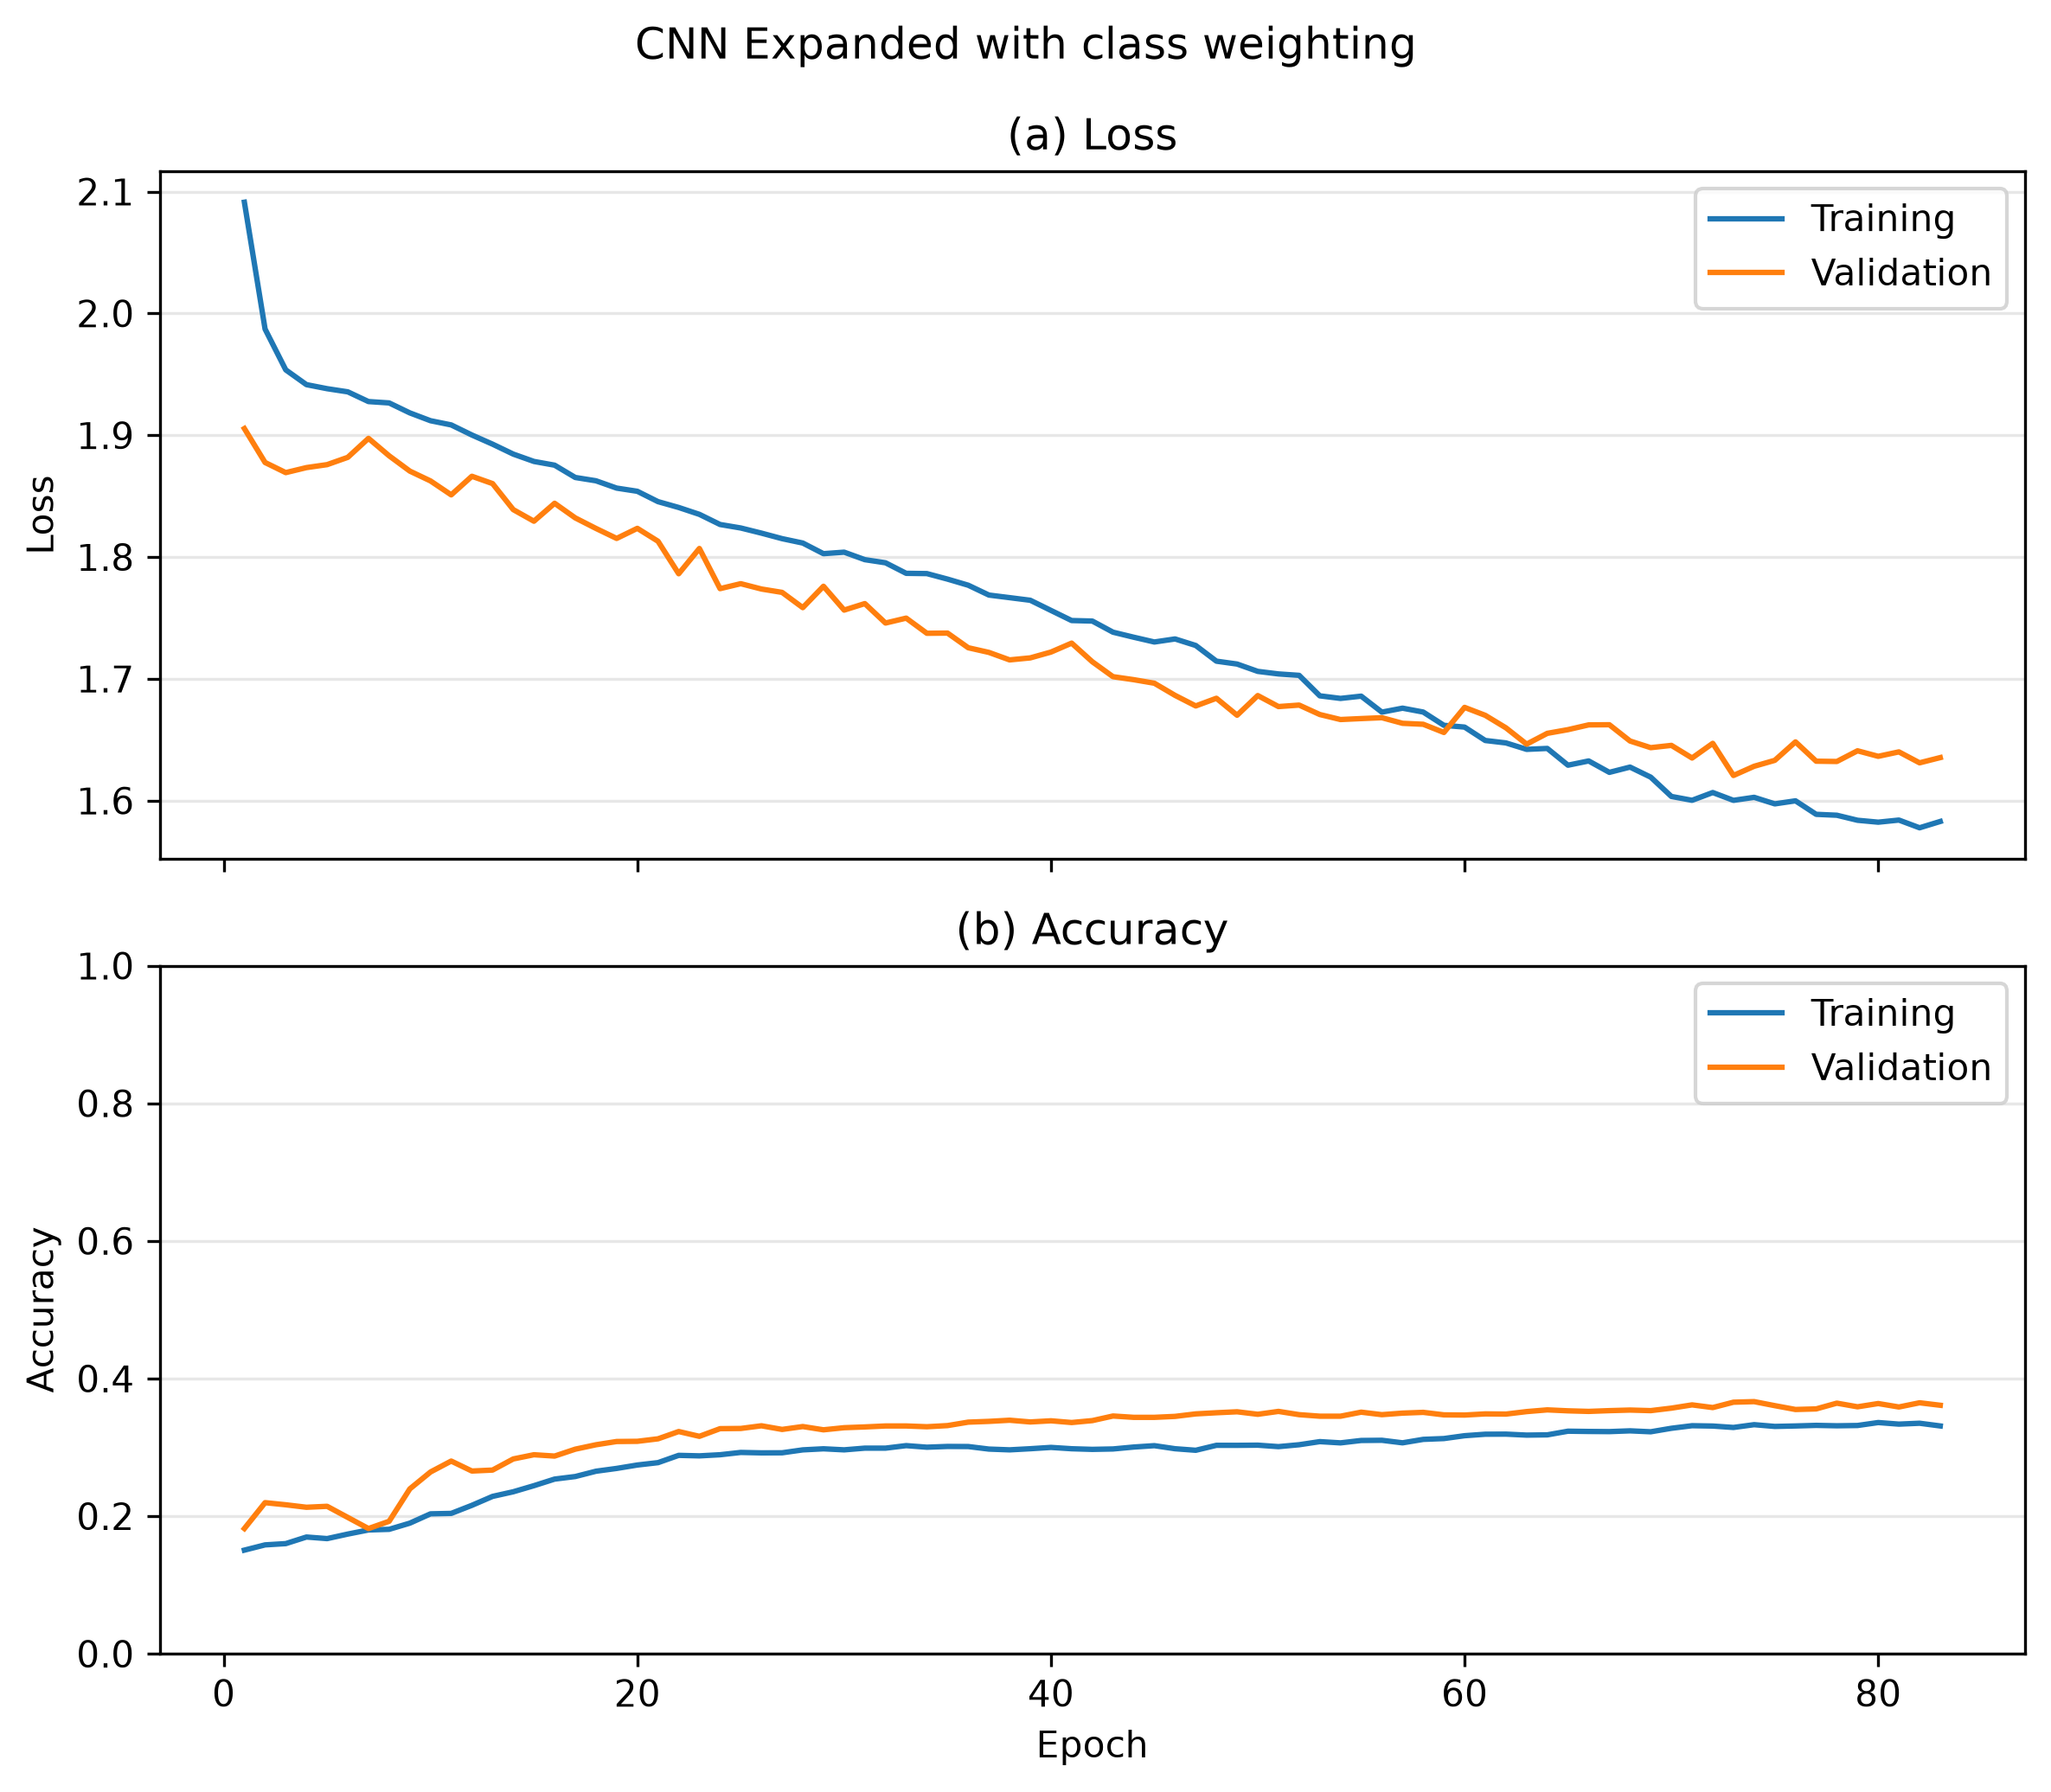 CNN Expanded with class weighting
(a) Loss
2.1
2.0
1.9
1.8
1.7
1.6
Loss
Training
Validation
(b) Accuracy
1.0
0.8
0.6
0.4
0.2
0.0
Accuracy
Training
Validation
0 20 40 60 80
Epoch